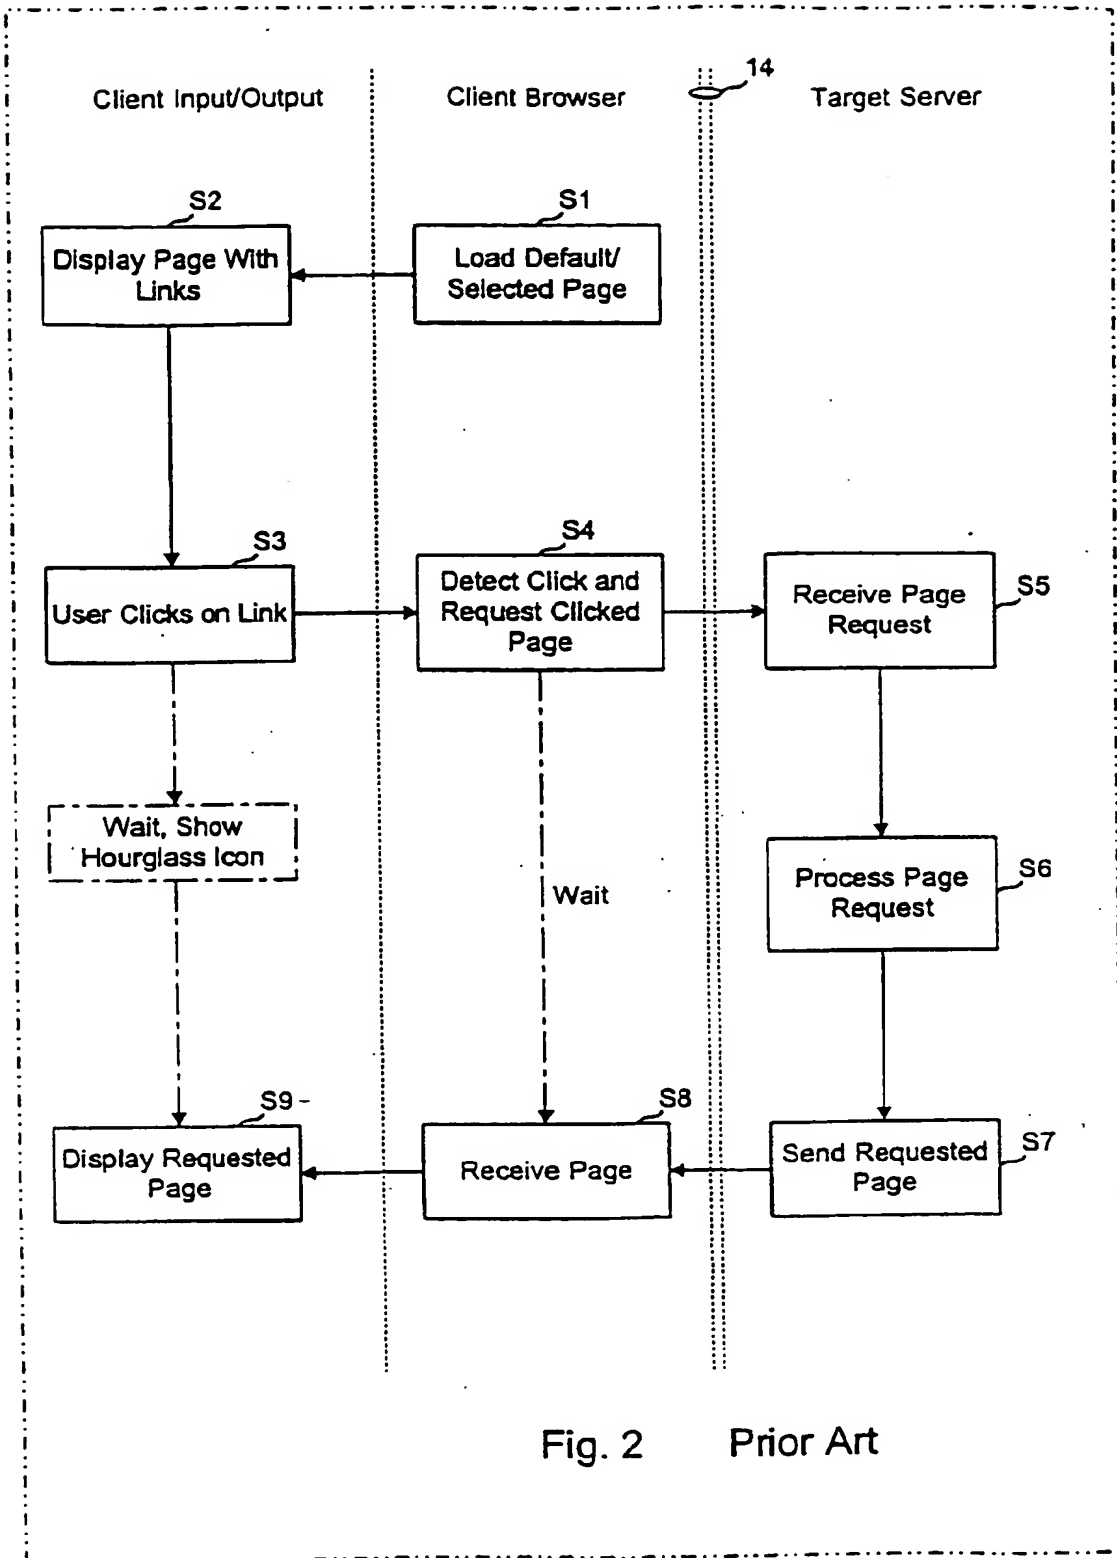 14
Client Input/Output
Client Browser
Target Server
S2
S1
Display Page With
Links
Load Default/
Selected Page
S3
S4
User Clicks on Link
Detect Click and
Request Clicked
Page
Receive Page
Request
S5
Wait, Show
Hourglass Icon
Wait
Process Page
Request
S6
S9
S8
Display Requested
Page
Receive Page
Send Requested
Page
S7
Fig. 2 Prior Art